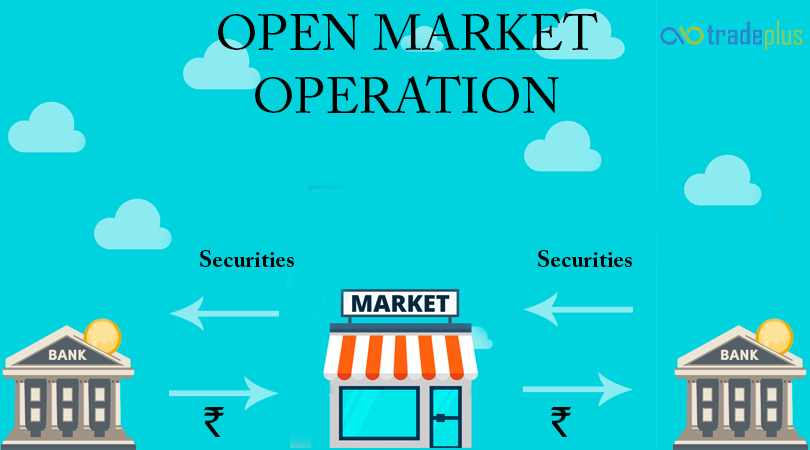 OPEN MARKET
OPERATION
tradeplus
Securities
Securities
MARKET
BANK
BANK
₹
₹